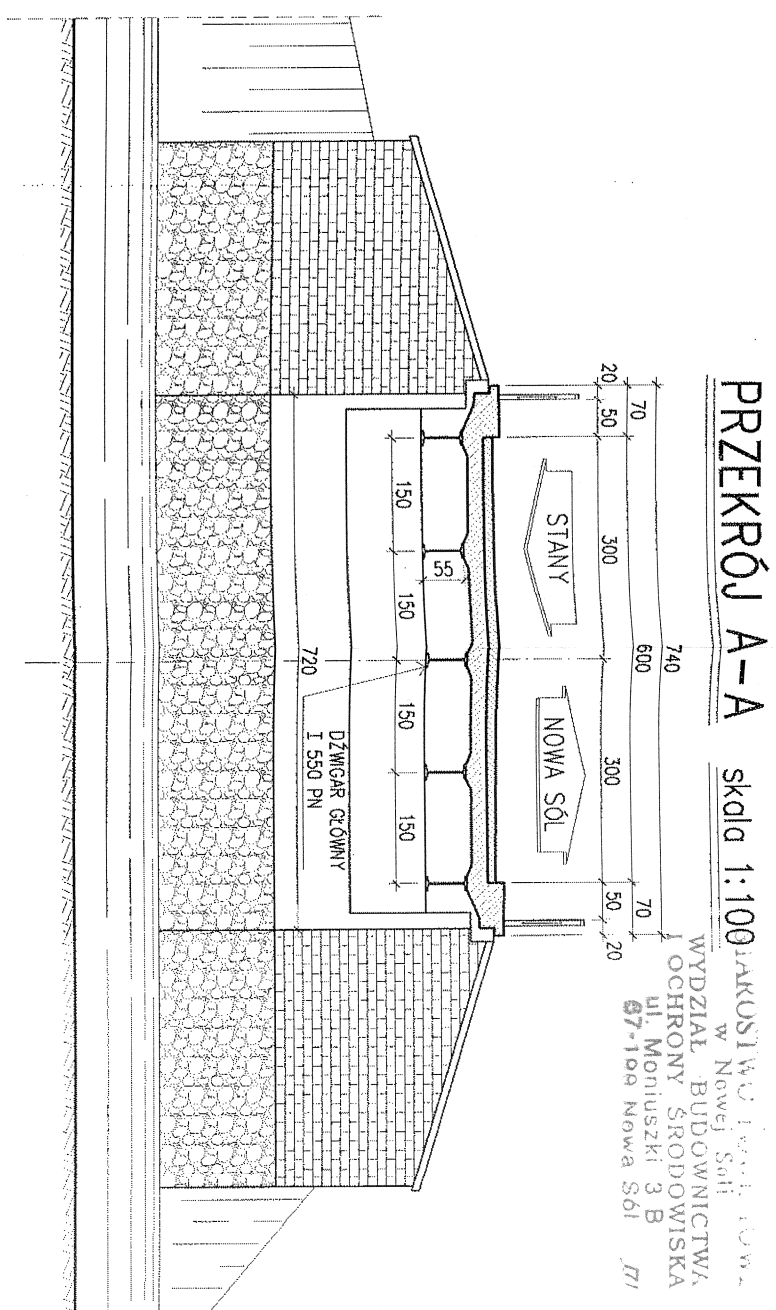 PRZEKRÓJ A-A skala 1:100
w Nowej Soli
WYDZIAŁ BUDOWNICTWA
I OCHRONY ŚRODOWISKA
ul. Moniuszki 3 B
67-100 Nowa Sól
740
70 600 70
20 50 300 300 50 20
STANY
NOWA SÓL
55
150 150 150 150
DŹWIGAR GŁÓWNY
I 550 PN
720